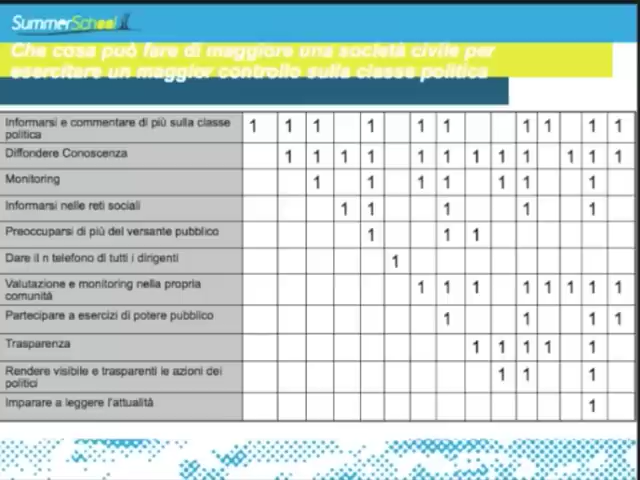 SummerSchool
Che cosa può fare di maggiore una società civile per
esercitare un maggior controllo sulla classe politica
Informarsi e commentare di più sulla classe
politica 1 1 1 1 1 1 1 1 1 1
Diffondere Conoscenza 1 1 1 1 1 1 1 1 1 1 1 1
Monitoring 1 1 1 1 1 1 1
Informarsi nelle reti sociali 1 1 1 1 1
Preoccuparsi di più del versante pubblico 1 1 1
Dare il n telefono di tutti i dirigenti 1
Valutazione e monitoring nella propria
comunità 1 1 1 1 1 1 1 1
Partecipare a esercizi di potere pubblico 1 1 1 1
Trasparenza 1 1 1 1 1
Rendere visibile e trasparenti le azioni dei
politici 1 1 1
Imparare a leggere l'attualità 1